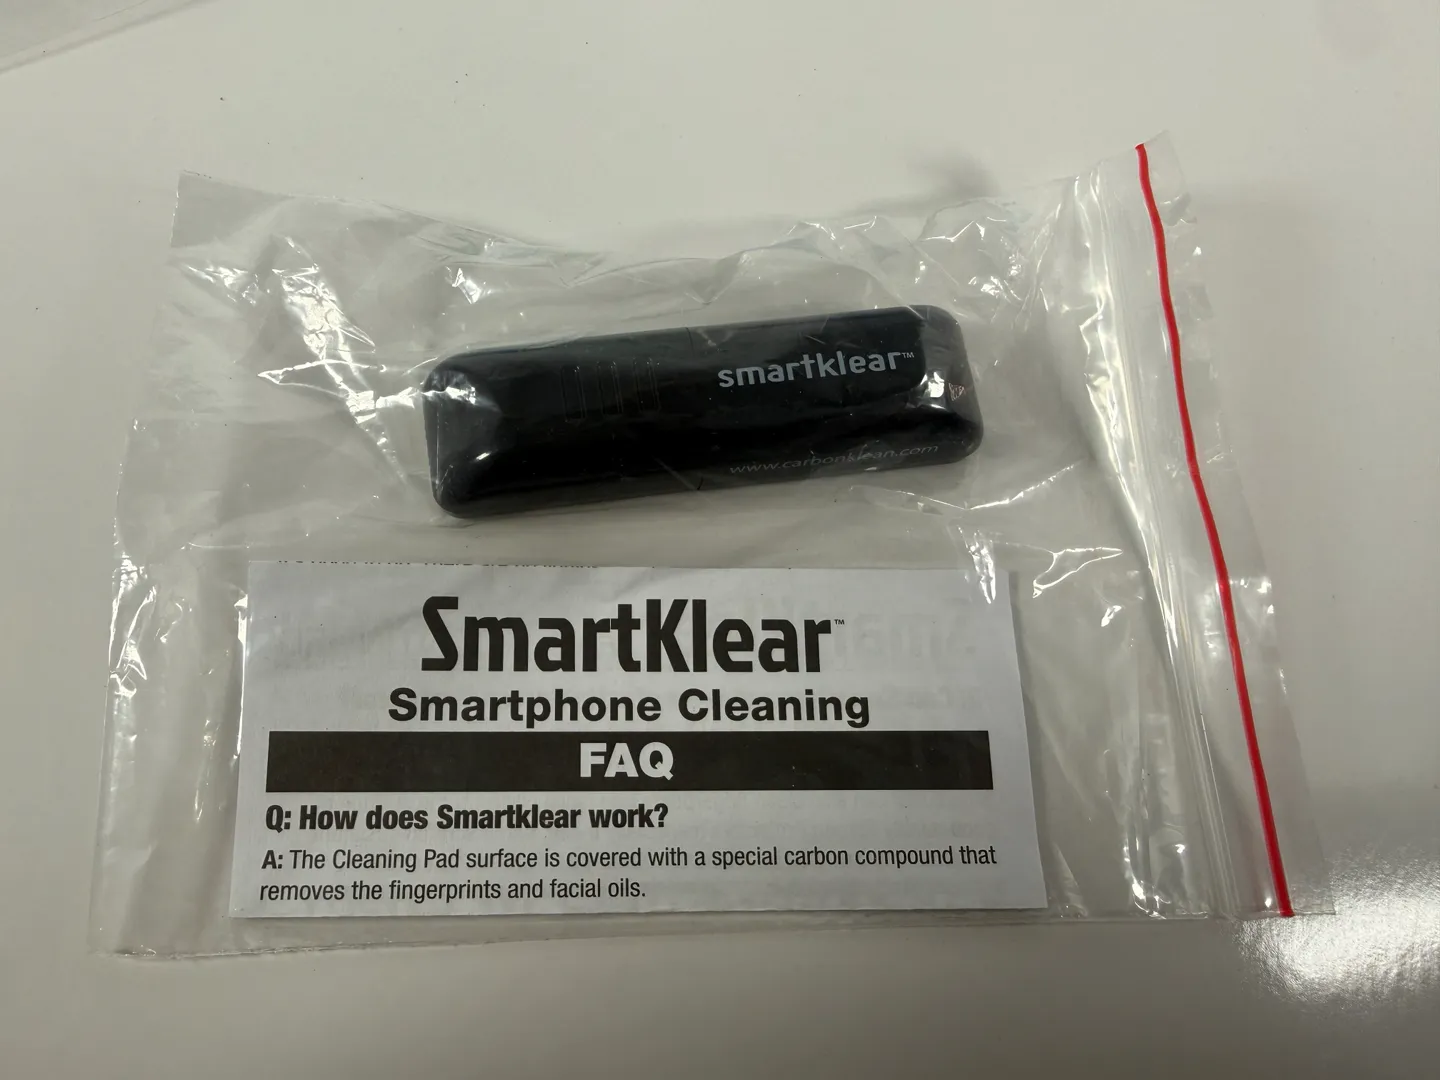 smartklear™
www.carbonklean.com
SmartKlear™
Smartphone Cleaning
FAQ
Q: How does Smartklear work?
A: The Cleaning Pad surface is covered with a special carbon compound that
removes the fingerprints and facial oils.